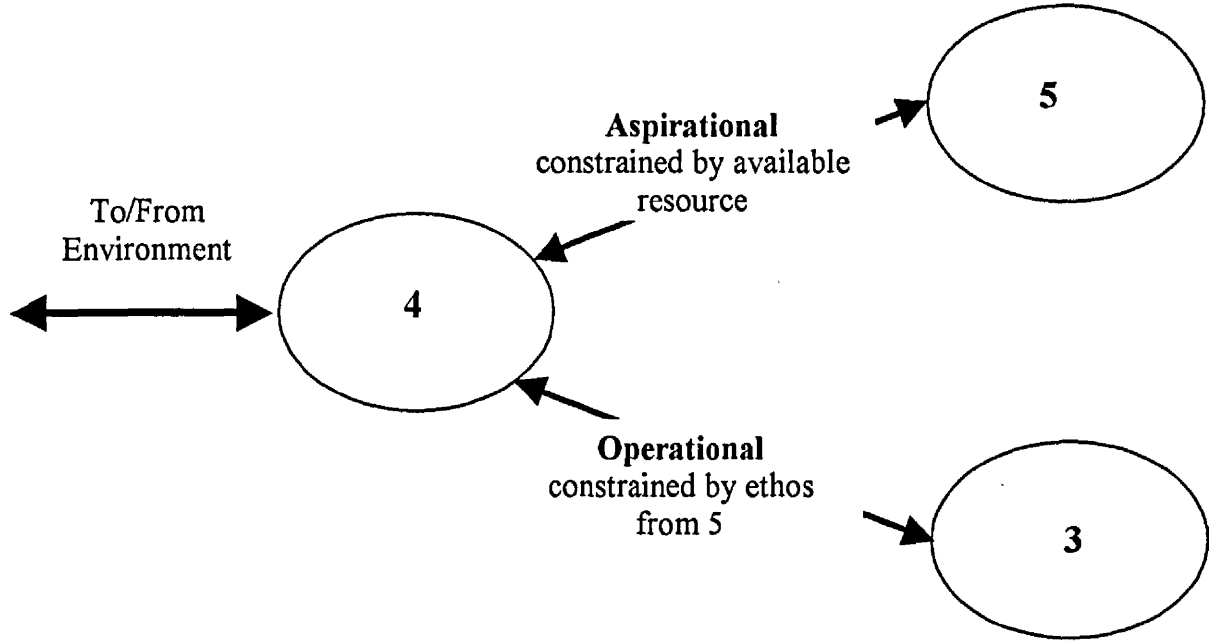 5
Aspirational
constrained by available
resource
To/From
Environment
4
Operational
constrained by ethos
from 5
3